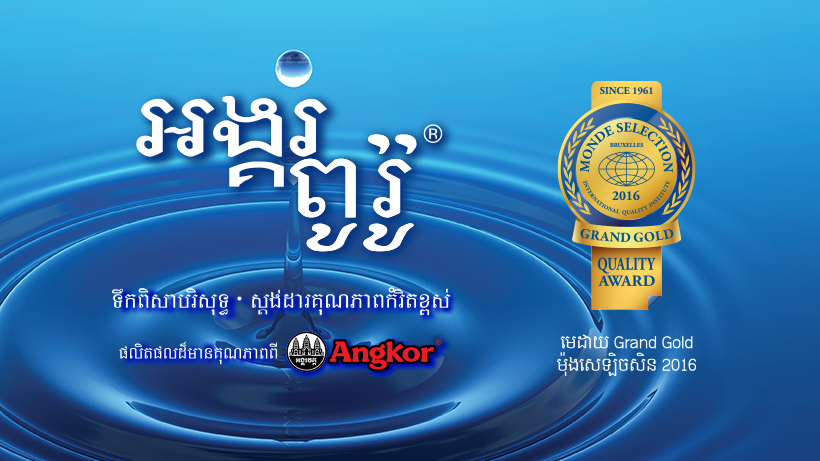 អង្គរ
ពូរ៉ូ®
ទឹកពិសាបរិសុទ្ធ • ស្តង់ដារគុណភាពកំរិតខ្ពស់
ផលិតផលដ៏មានគុណភាពពី
Angkor®
SINCE 1961
MONDE SELECTION
BRUXELLES
2016
INTERNATIONAL QUALITY INSTITUTE
GRAND GOLD
QUALITY
AWARD
មេដាយ Grand Gold
ម៉ុងសេឡិចសិន 2016